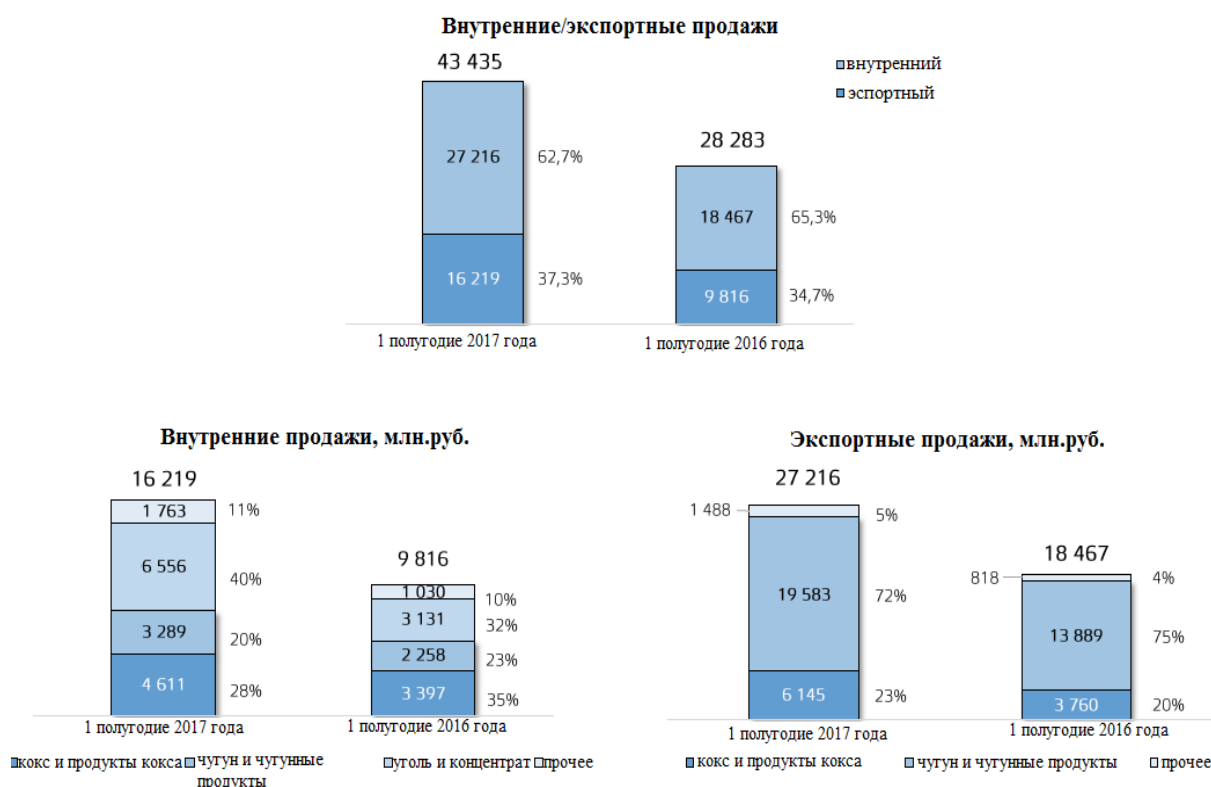 Внутренние/экспортные продажи
43 435
внутренний
эспортный
28 283
27 216
62,7%
18 467
65,3%
16 219
37,3%
9 816
34,7%
1 полугодие 2017 года
1 полугодие 2016 года
Внутренние продажи, млн.руб.
16 219
1 763
11%
6 556
40%
9 816
1 030
10%
3 131
32%
3 289
20%
2 258
23%
4 611
28%
3 397
35%
1 полугодие 2017 года
1 полугодие 2016 года
кокс и продукты кокса
чугун и чугунные
продукты
уголь и концентрат
прочее
Экспортные продажи, млн.руб.
27 216
1 488
5%
18 467
818
4%
19 583
72%
13 889
75%
6 145
23%
3 760
20%
1 полугодие 2017 года
1 полугодие 2016 года
кокс и продукты кокса
чугун и чугунные продукты
прочее